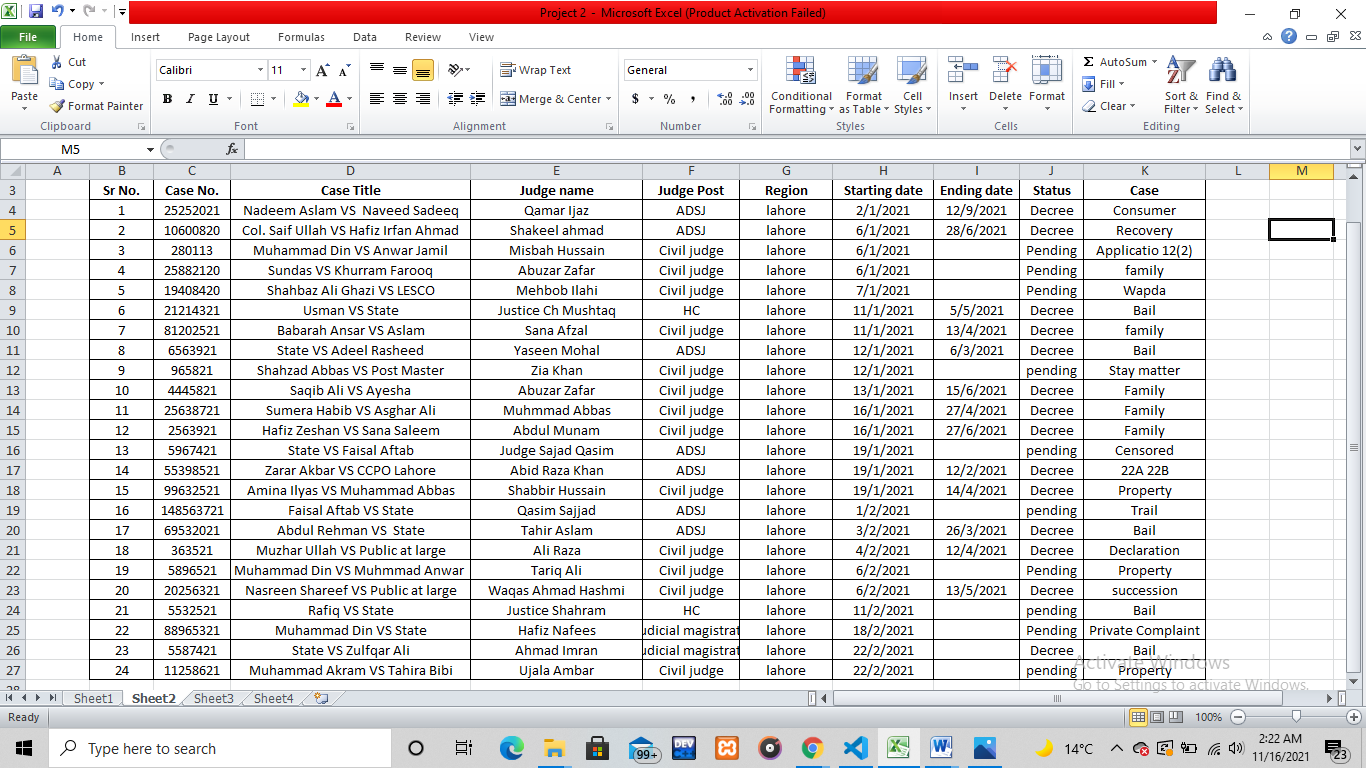 Project 2 - Microsoft Excel (Product Activation Failed)
File Home Insert Page Layout Formulas Data Review View
Paste Cut Copy Format Painter Clipboard
Calibri 11 A A B I U A Font
Wrap Text Merge & Center Alignment
General $ % , .0 .00 .00 .0 Number
Conditional Formatting Format as Table Cell Styles Styles
Insert Delete Format Cells
Σ AutoSum Fill Clear Sort & Filter Find & Select Editing
M5 fx
A B C D E F G H I J K L M
3 Sr No. Case No. Case Title Judge name Judge Post Region Starting date Ending date Status Case
4 1 25252021 Nadeem Aslam VS Naveed Sadeeq Qamar Ijaz ADSJ lahore 2/1/2021 12/9/2021 Decree Consumer
5 2 10600820 Col. Saif Ullah VS Hafiz Irfan Ahmad Shakeel ahmad ADSJ lahore 6/1/2021 28/6/2021 Decree Recovery
6 3 280113 Muhammad Din VS Anwar Jamil Misbah Hussain Civil judge lahore 6/1/2021 Pending Applicatio 12(2)
7 4 25882120 Sundas VS Khurram Farooq Abuzar Zafar Civil judge lahore 6/1/2021 Pending family
8 5 19408420 Shahbaz Ali Ghazi VS LESCO Mehbob Ilahi Civil judge lahore 7/1/2021 Pending Wapda
9 6 21214321 Usman VS State Justice Ch Mushtaq HC lahore 11/1/2021 5/5/2021 Decree Bail
10 7 81202521 Babarah Ansar VS Aslam Sana Afzal Civil judge lahore 11/1/2021 13/4/2021 Decree family
11 8 6563921 State VS Adeel Rasheed Yaseen Mohal ADSJ lahore 12/1/2021 6/3/2021 Decree Bail
12 9 965821 Shahzad Abbas VS Post Master Zia Khan Civil judge lahore 12/1/2021 pending Stay matter
13 10 4445821 Saqib Ali VS Ayesha Abuzar Zafar Civil judge lahore 13/1/2021 15/6/2021 Decree Family
14 11 25638721 Sumera Habib VS Asghar Ali Muhmmad Abbas Civil judge lahore 16/1/2021 27/4/2021 Decree Family
15 12 2563921 Hafiz Zeshan VS Sana Saleem Abdul Munam Civil judge lahore 16/1/2021 27/6/2021 Decree Family
16 13 5967421 State VS Faisal Aftab Judge Sajad Qasim ADSJ lahore 19/1/2021 pending Censored
17 14 55398521 Zarar Akbar VS CCPO Lahore Abid Raza Khan ADSJ lahore 19/1/2021 12/2/2021 Decree 22A 22B
18 15 99632521 Amina Ilyas VS Muhammad Abbas Shabbir Hussain Civil judge lahore 19/1/2021 14/4/2021 Decree Property
19 16 148563721 Faisal Aftab VS State Qasim Sajjad ADSJ lahore 1/2/2021 pending Trail
20 17 69532021 Abdul Rehman VS State Tahir Aslam ADSJ lahore 3/2/2021 26/3/2021 Decree Bail
21 18 363521 Muzhar Ullah VS Public at large Ali Raza Civil judge lahore 4/2/2021 12/4/2021 Decree Declaration
22 19 5896521 Muhammad Din VS Muhmmad Anwar Tariq Ali Civil judge lahore 6/2/2021 Pending Property
23 20 20256321 Nasreen Shareef VS Public at large Waqas Ahmad Hashmi Civil judge lahore 6/2/2021 13/5/2021 Decree succession
24 21 5532521 Rafiq VS State Justice Shahram HC lahore 11/2/2021 pending Bail
25 22 88965321 Muhammad Din VS State Hafiz Nafees udicial magistrat lahore 18/2/2021 Pending Private Complaint
26 23 5587421 State VS Zulfqar Ali Ahmad Imran udicial magistrat lahore 22/2/2021 Decree Bail
27 24 11258621 Muhammad Akram VS Tahira Bibi Ujala Ambar Civil judge lahore 22/2/2021 pending Property
Activate Windows
Go to Settings to activate Windows.
Sheet1 Sheet2 Sheet3 Sheet4
Ready 100%
Type here to search 99+ DEV 14°C 2:22 AM
11/16/2021 23